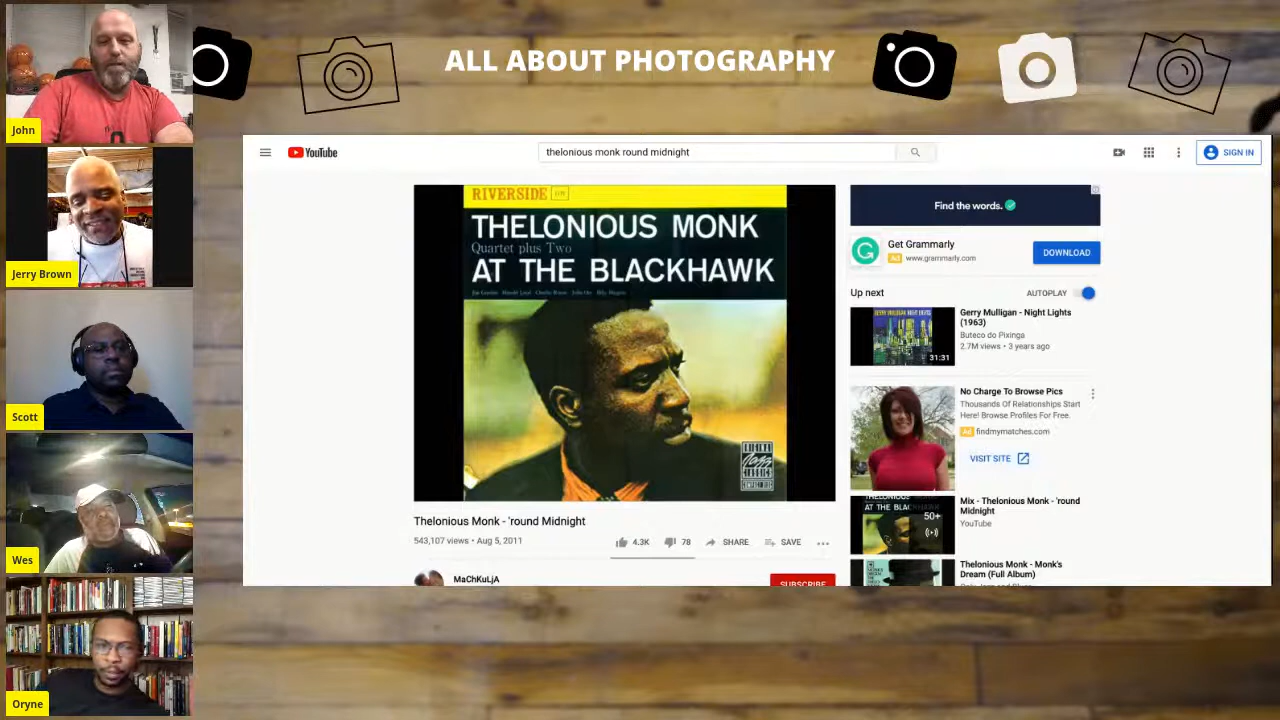 ALL ABOUT PHOTOGRAPHY
John
Jerry Brown
Scott
Wes
Oryne
YouTube
thelonious monk round midnight
SIGN IN
RIVERSIDE
THELONIOUS MONK
Quartet plus Two
AT THE BLACKHAWK
Jazz
Thelonious Monk - 'round Midnight
543,107 views • Aug 5, 2011
4.3K
78
SHARE
SAVE
MaChKuLjA
SUBSCRIBE
Find the words.
Get Grammarly
Ad www.grammarly.com
DOWNLOAD
Up next
AUTOPLAY
Gerry Mulligan - Night Lights
(1963)
Buteco do Pixinga
2.7M views • 3 years ago
31:31
No Charge To Browse Pics
Thousands Of Relationships Start
Here! Browse Profiles For Free.
Ad findmymatches.com
VISIT SITE
AT THE BLACKHAWK
50+
Mix - Thelonious Monk - 'round
Midnight
YouTube
Thelonious Monk - Monk's
Dream (Full Album)